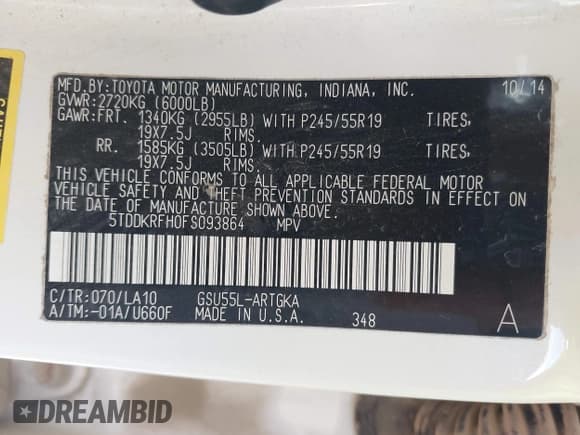 MFD.BY:TOYOTA MOTOR MANUFACTURING, INDIANA, INC. 10/14
GVWR:2720KG (6000LB)
GAWR:FRT. 1340KG (2955LB) WITH P245/55R19 TIRES,
19X7.5J RIMS,
RR. 1585KG (3505LB) WITH P245/55R19 TIRES,
19X7.5J RIMS.
THIS VEHICLE CONFORMS TO ALL APPLICABLE FEDERAL MOTOR
VEHICLE SAFETY AND THEFT PREVENTION STANDARDS IN EFFECT ON
THE DATE OF MANUFACTURE SHOWN ABOVE.
5TDDKRFH0FS093864 MPV
C/TR:070/LA10 GSU55L-ARTGKA
A/TM:-01A/U660F MADE IN U.S.A. 348 A
DREAMBID